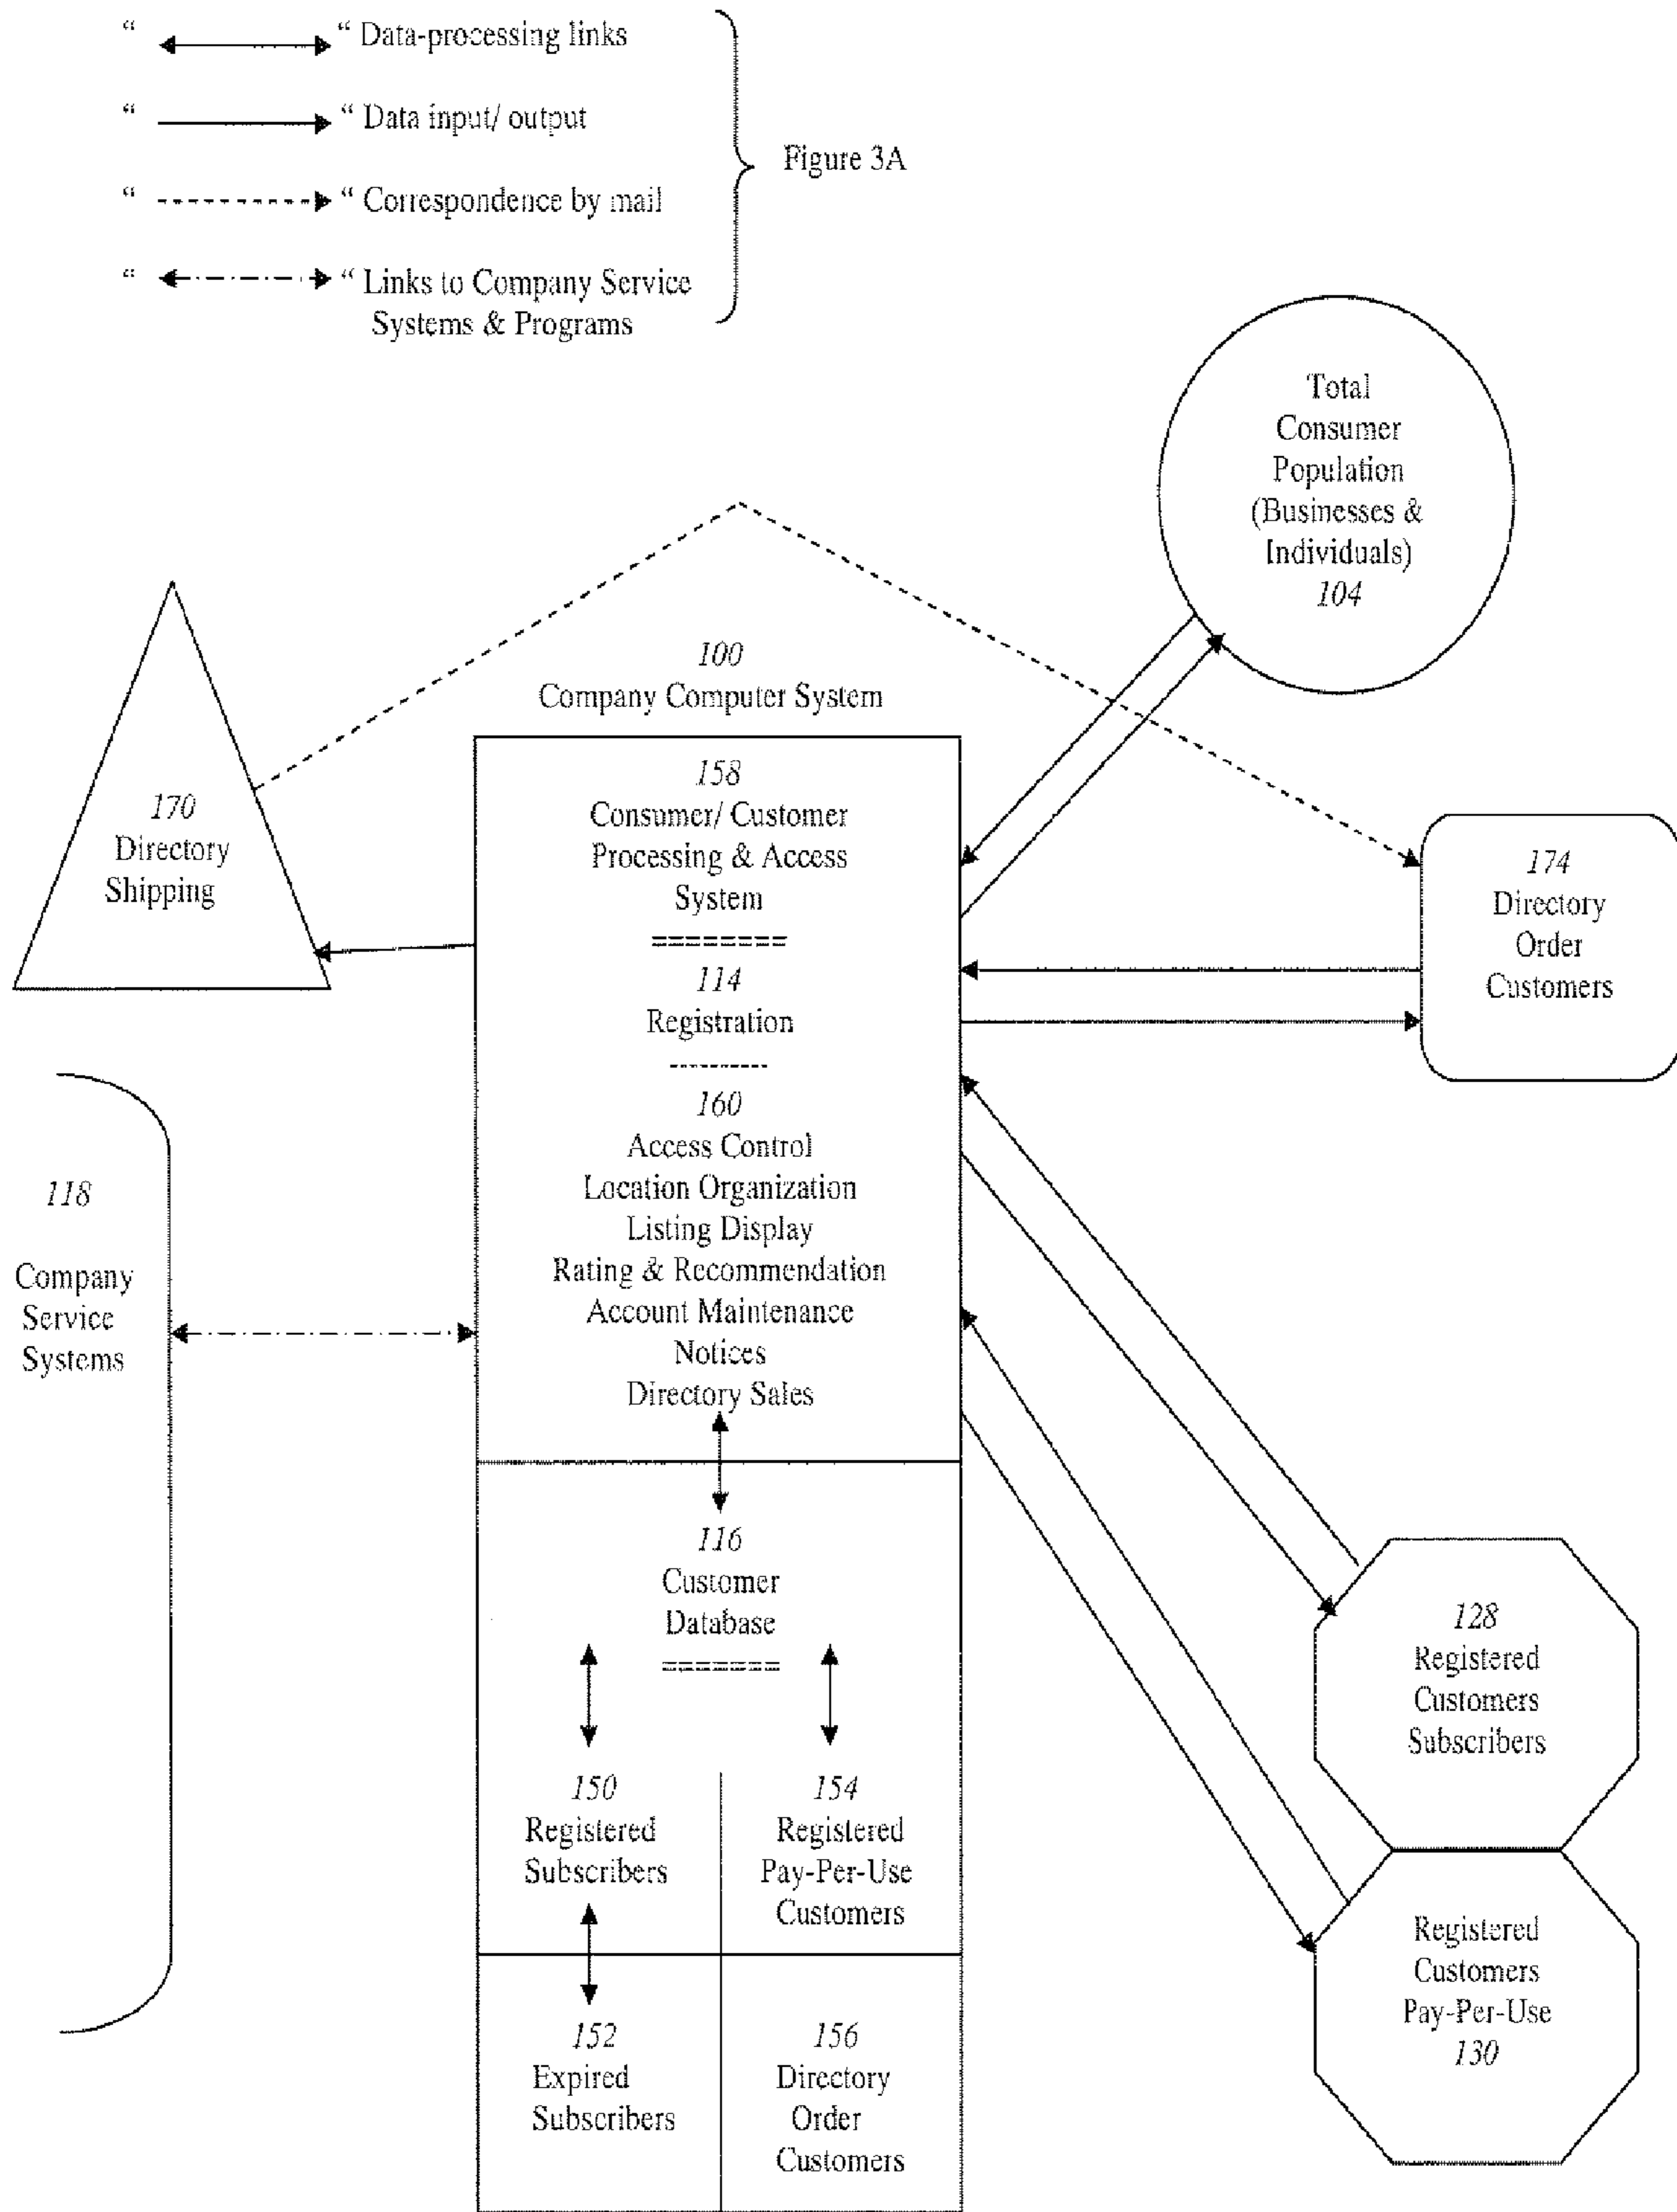 “ “ Data-processing links
“ “ Data input/ output
“ “ Correspondence by mail
“ “ Links to Company Service
Systems & Programs
Figure 3A
Total
Consumer
Population
(Businesses &
Individuals)
104
100
Company Computer System
170
Directory
Shipping
158
Consumer/ Customer
Processing & Access
System
========
114
Registration
---------
160
Access Control
Location Organization
Listing Display
Rating & Recommendation
Account Maintenance
Notices
Directory Sales
174
Directory
Order
Customers
118
Company
Service
Systems
116
Customer
Database
=======
150
Registered
Subscribers
154
Registered
Pay-Per-Use
Customers
152
Expired
Subscribers
156
Directory
Order
Customers
128
Registered
Customers
Subscribers
Registered
Customers
Pay-Per-Use
130